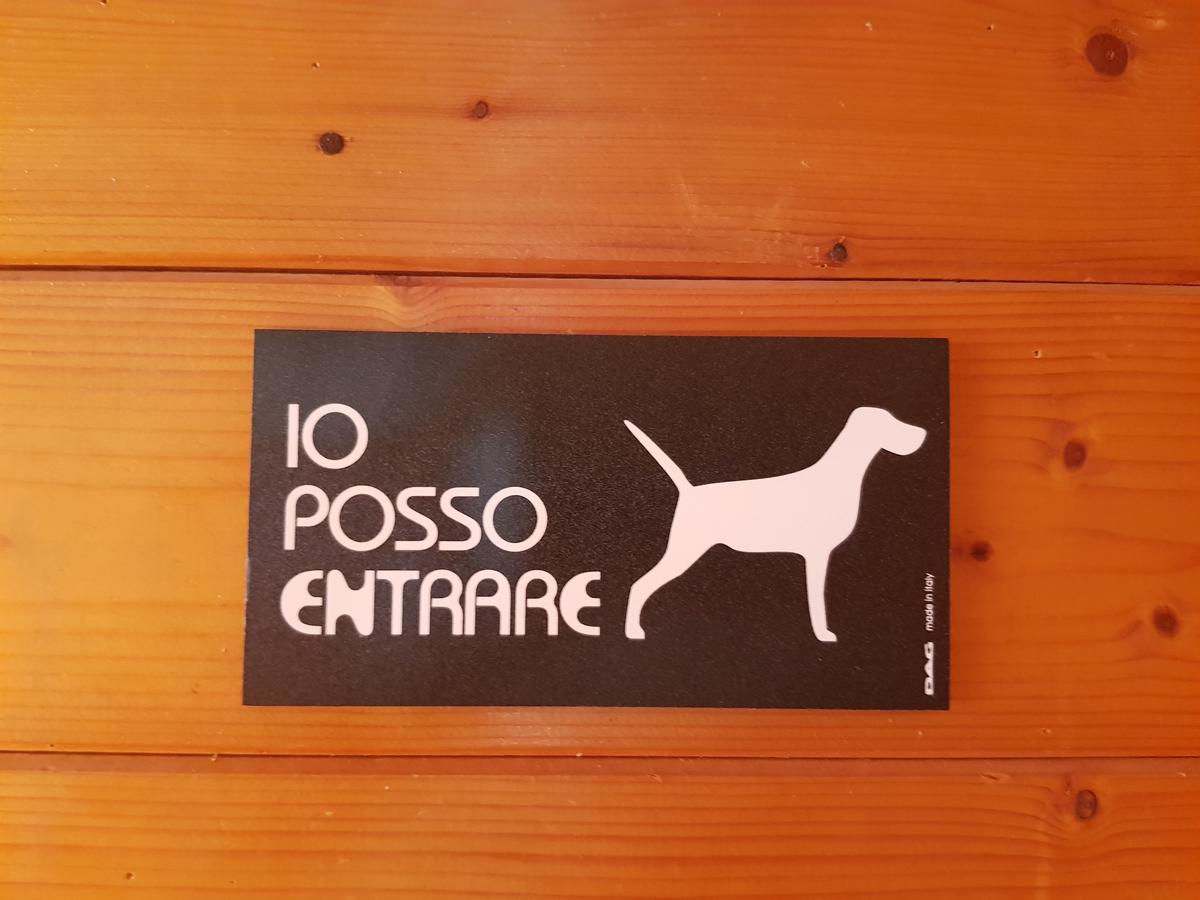 IO
POSSO
ENTRARE
DAG made in italy